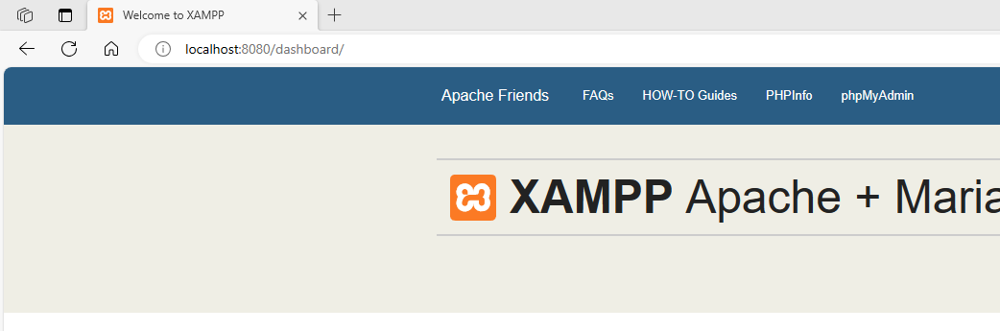 Welcome to XAMPP
localhost:8080/dashboard/
Apache Friends FAQs HOW-TO Guides PHPInfo phpMyAdmin
XAMPP Apache + Maria